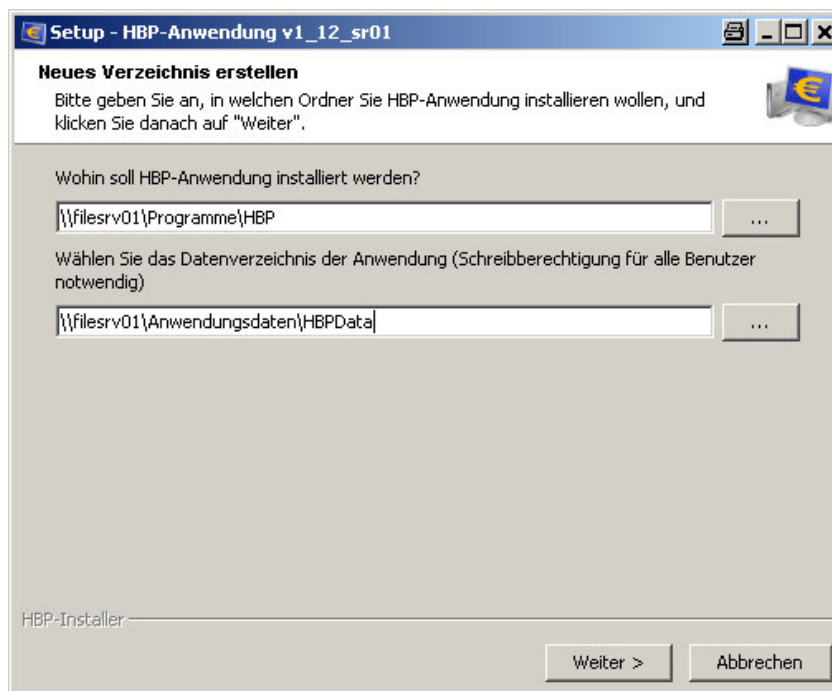 Setup - HBP-Anwendung v1_12_sr01
Neues Verzeichnis erstellen
Bitte geben Sie an, in welchen Ordner Sie HBP-Anwendung installieren wollen, und
klicken Sie danach auf "Weiter".
Wohin soll HBP-Anwendung installiert werden?
\\filesrv01\Programme\HBP
...
Wählen Sie das Datenverzeichnis der Anwendung (Schreibberechtigung für alle Benutzer
notwendig)
\\filesrv01\Anwendungsdaten\HBPData
...
HBP-Installer
Weiter >
Abbrechen